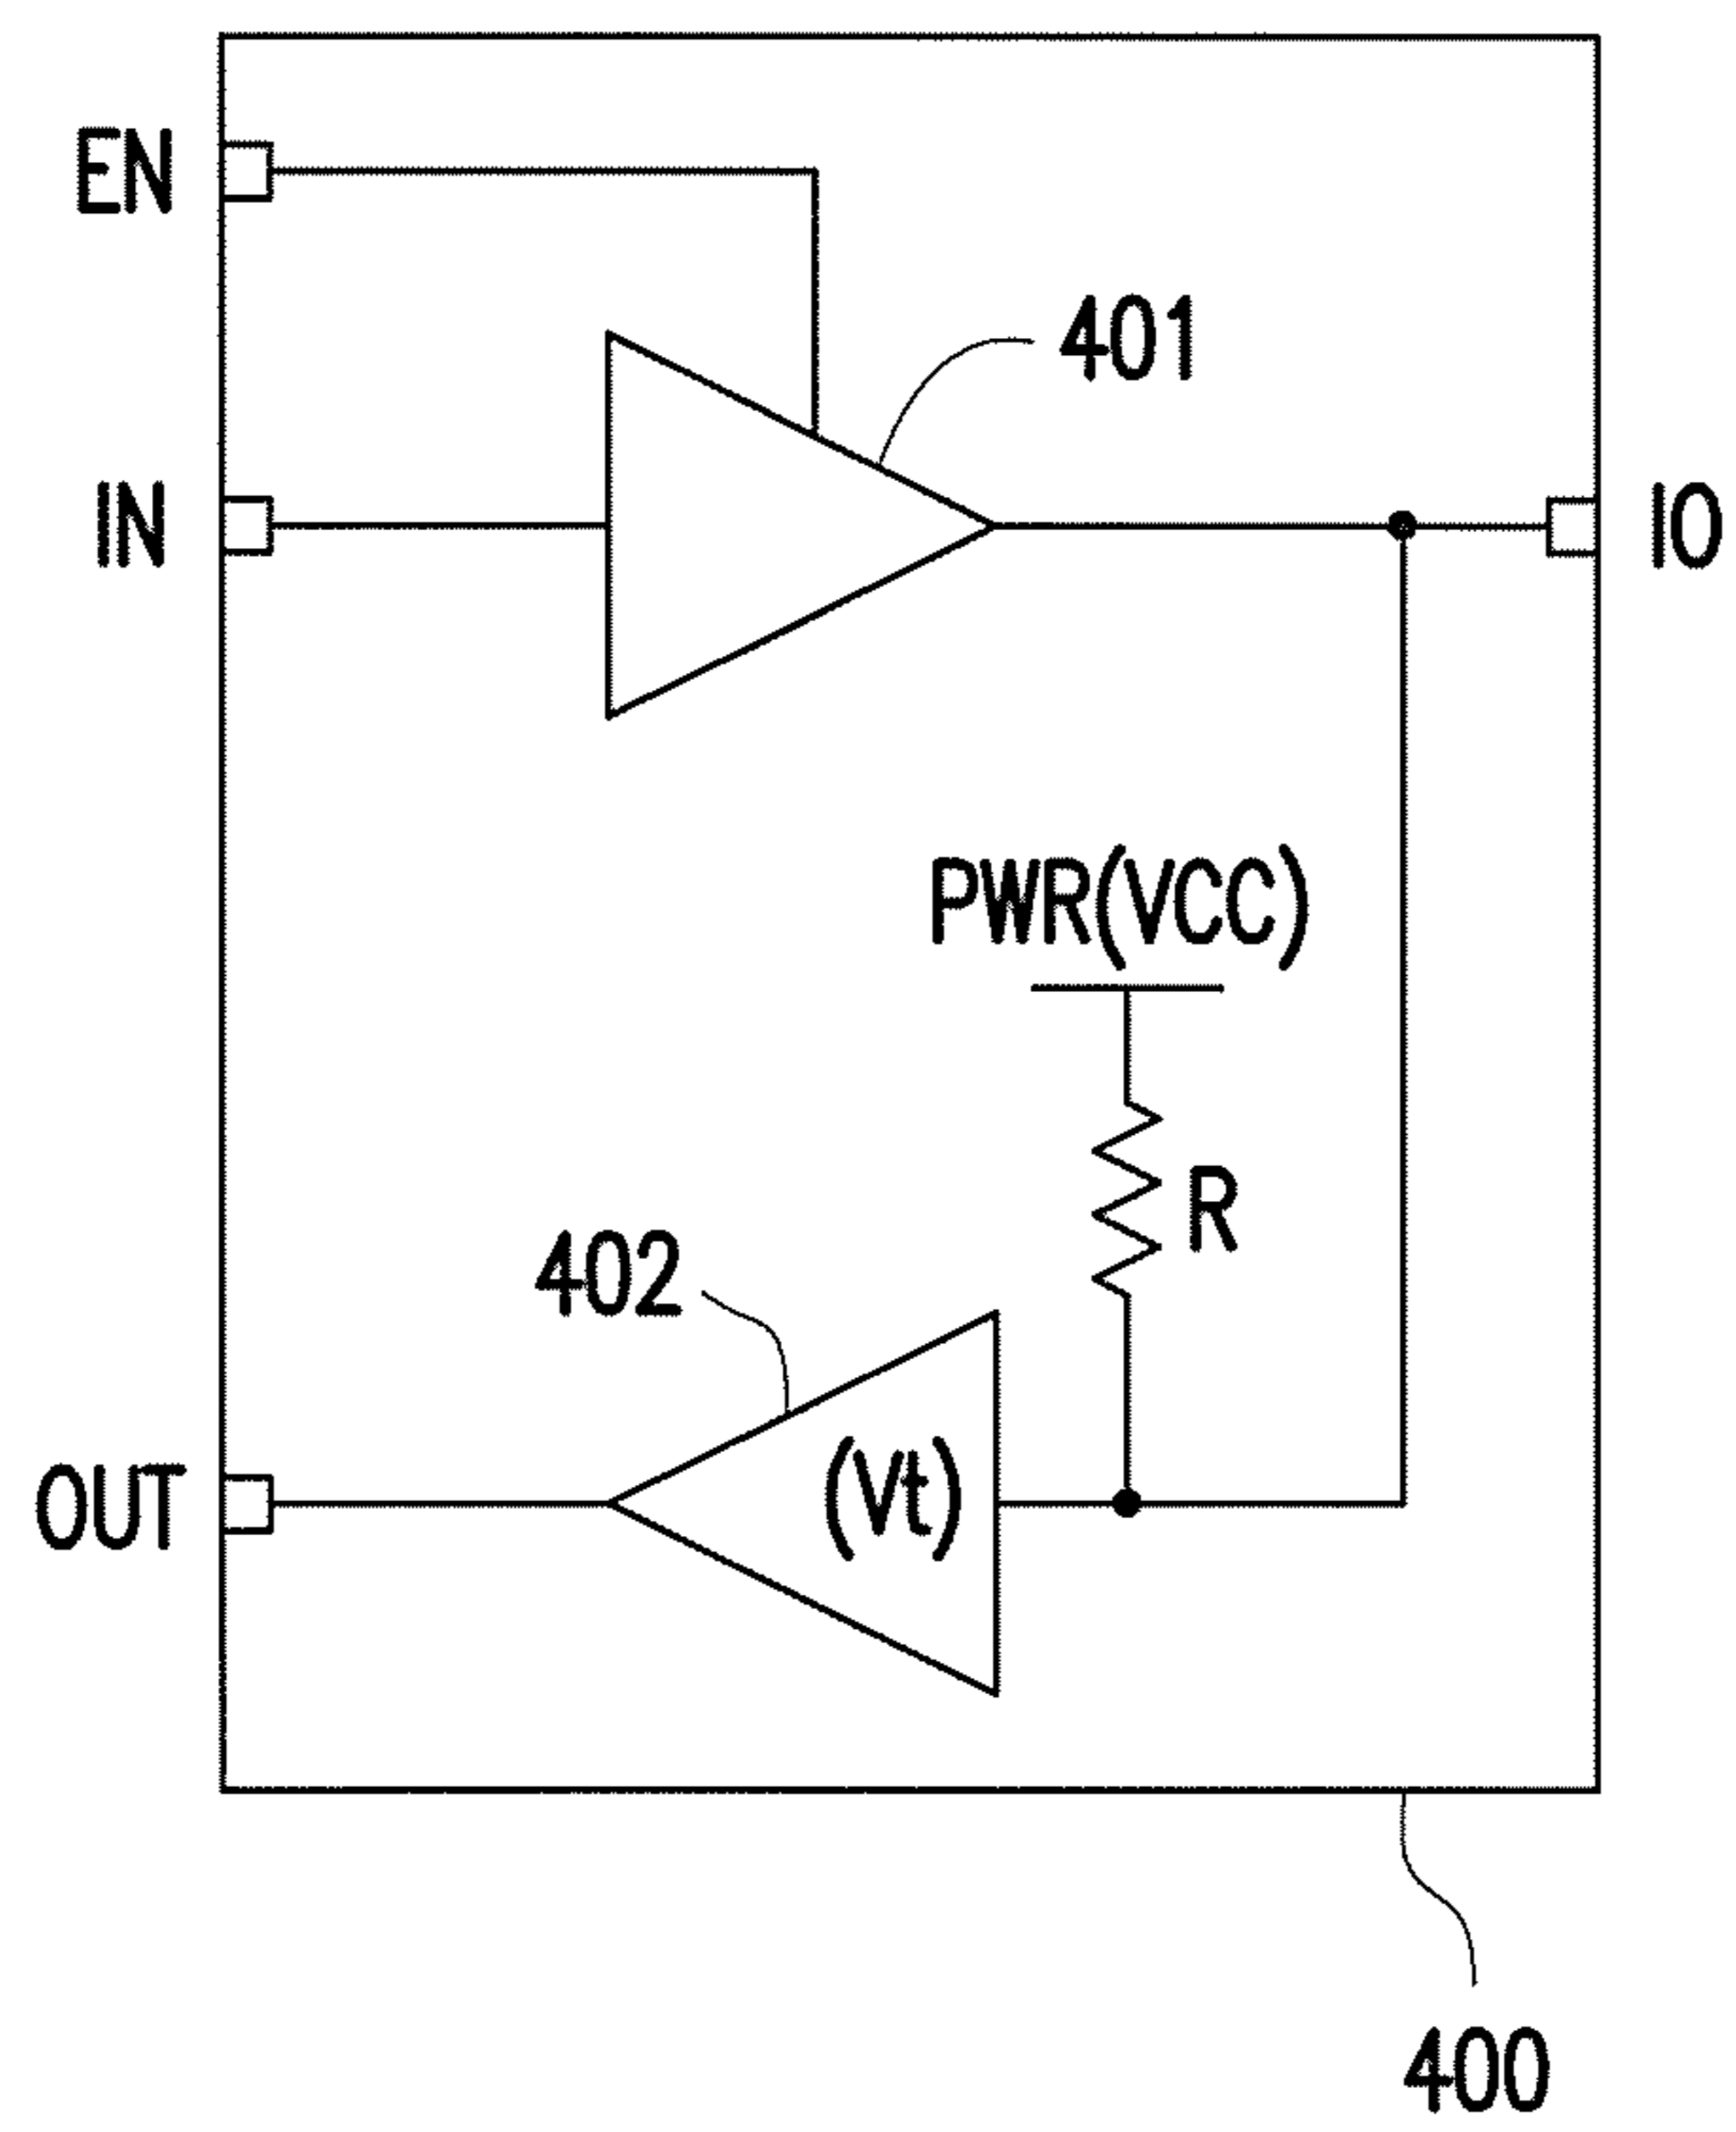 EN
401
IN
IO
PWR(VCC)
R
402
(Vt)
OUT
400